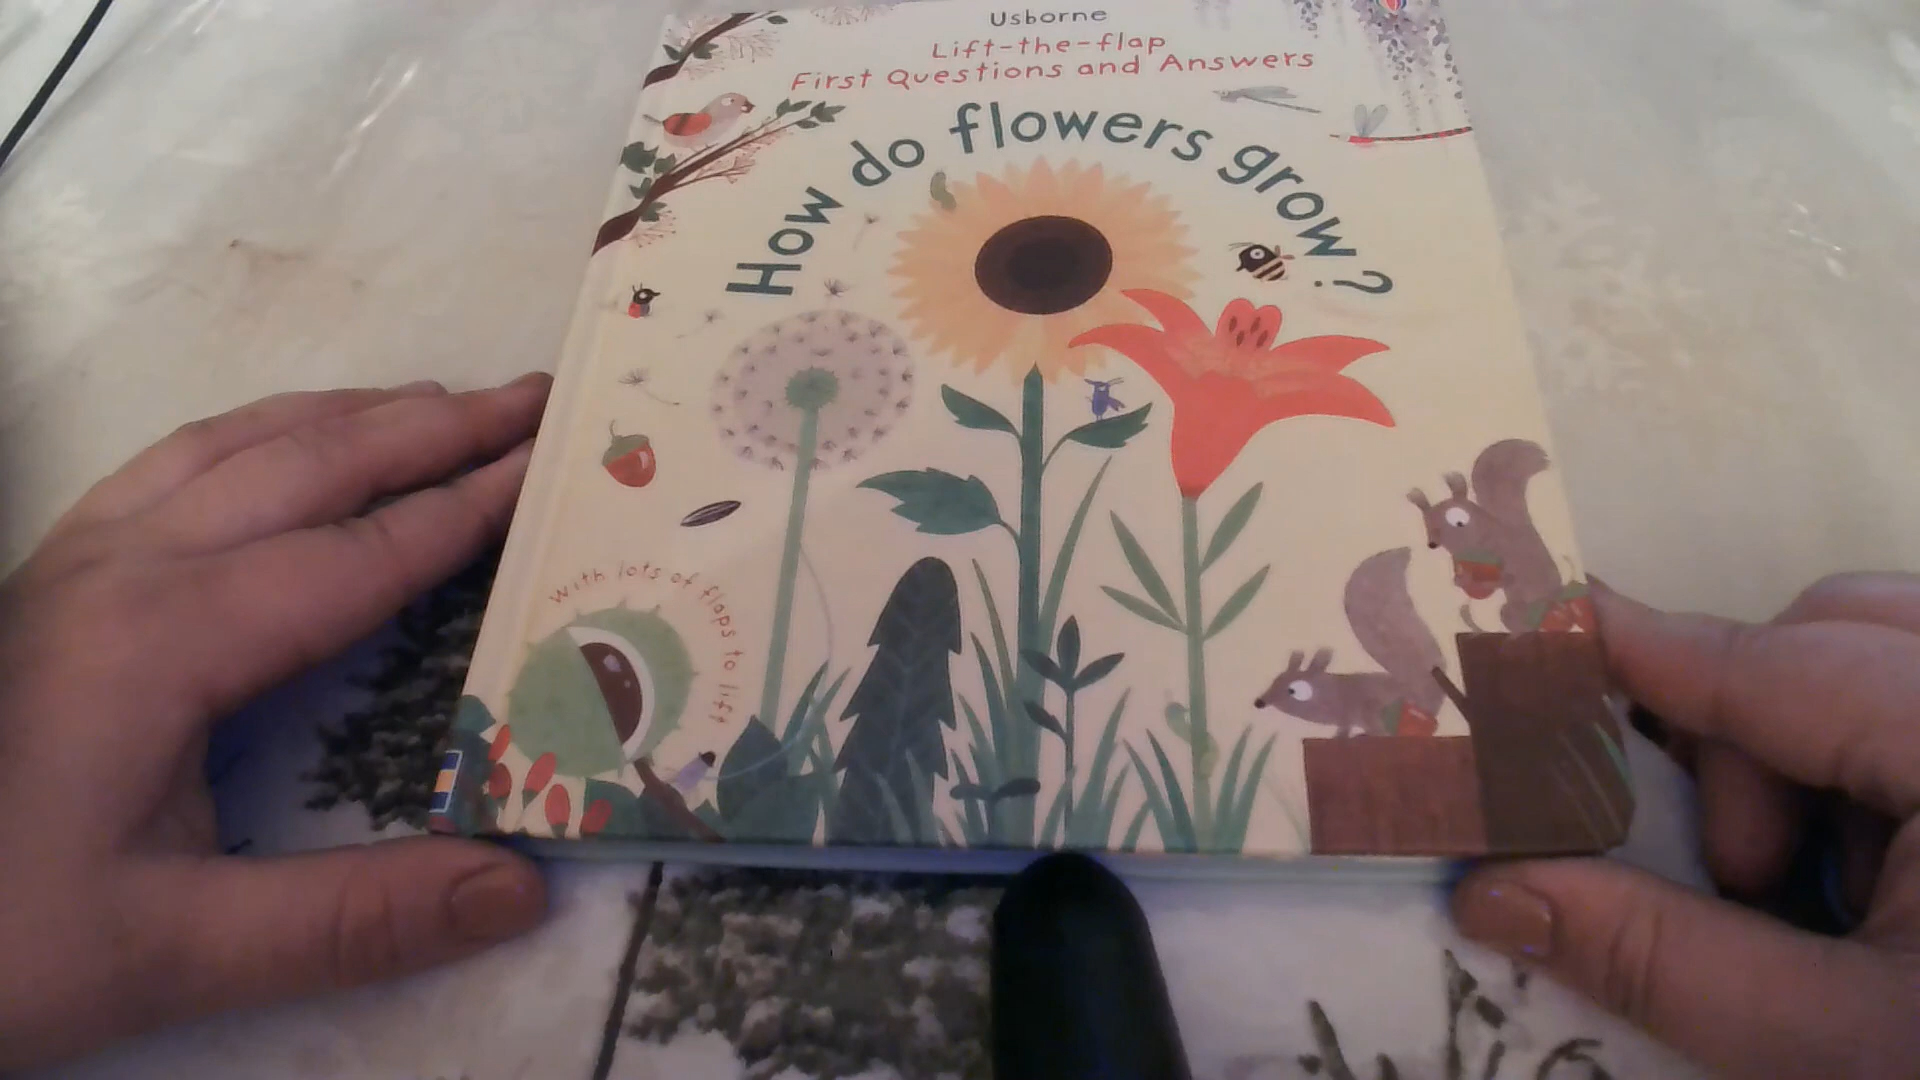 Usborne
Lift-the-flap
First Questions and Answers
How do flowers grow?
With lots of flaps to lift